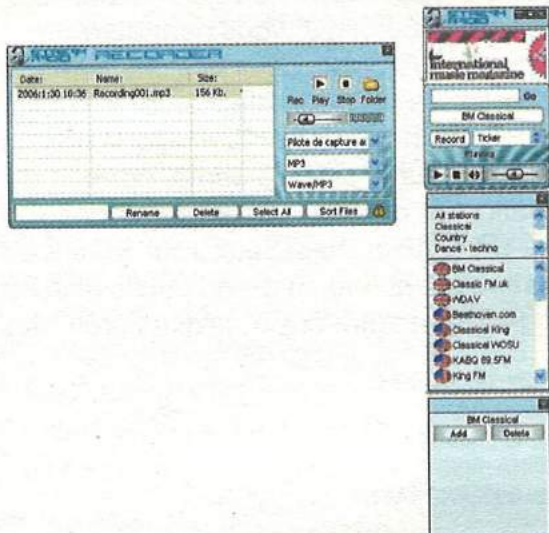 RECORDER
Date: Name: Size:
2006:1:30 16:36 Recording001.mp3 156 Kb.
Rec Play Stop Folder
Pilote de capture au
MP3
Wave/MP3
Rename Delete Select All Sort Files
international
music magazine
Go
BM Classical
Record Ticker
Playing
All stations
Classical
Country
Dance - techno
BM Classical
Classic FM.uk
WDAV
Beethoven.com
Classical King
Classical WOSU
KABQ 89.5FM
King FM
BM Classical
Add Delete